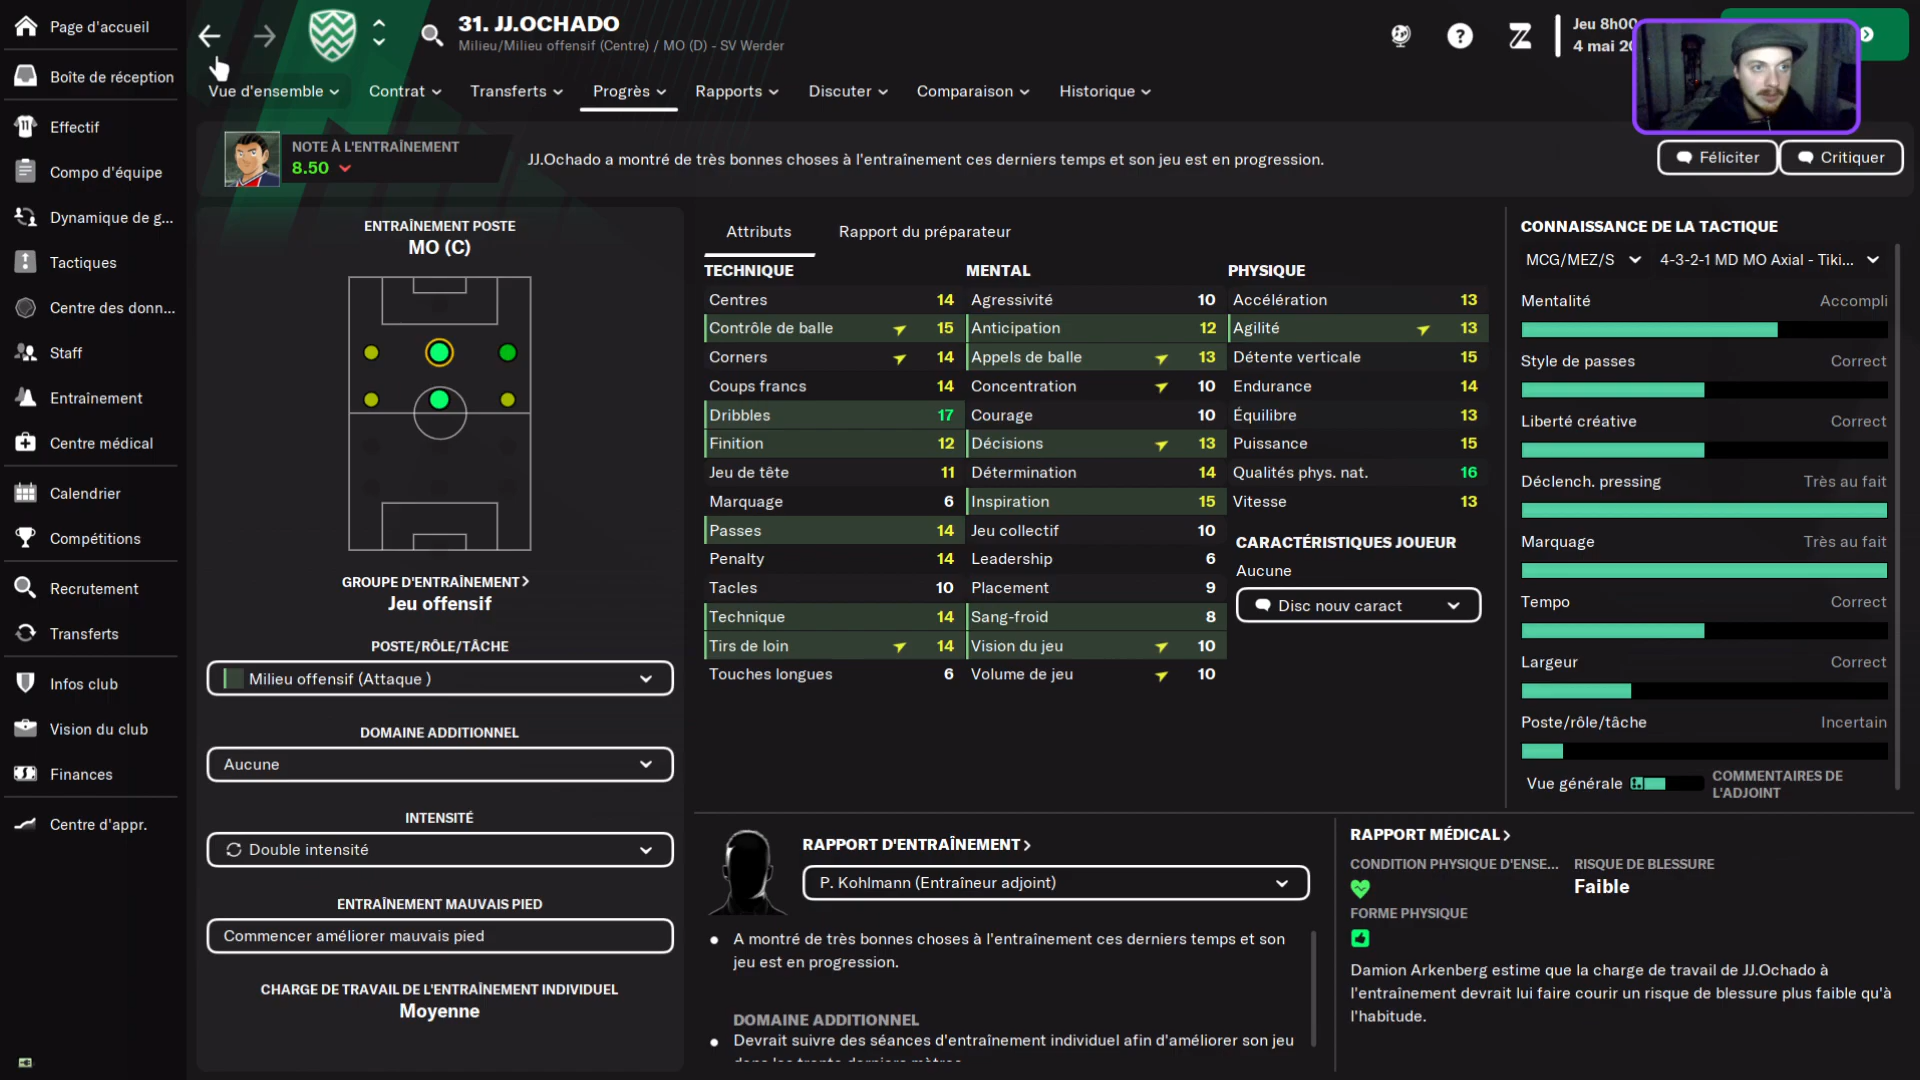 Page d'accueil
Boîte de réception
Effectif
Compo d'équipe
Dynamique de g...
Tactiques
Centre des donn...
Staff
Entraînement
Centre médical
Calendrier
Compétitions
Recrutement
Transferts
Infos club
Vision du club
Finances
Centre d'appr.
31. JJ.OCHADO
Milieu/Milieu offensif (Centre) / MO (D) - SV Werder
Jeu 8h00
4 mai
Vue d'ensemble
Contrat
Transferts
Progrès
Rapports
Discuter
Comparaison
Historique
NOTE À L'ENTRAÎNEMENT
8.50
JJ.Ochado a montré de très bonnes choses à l'entraînement ces derniers temps et son jeu est en progression.
Féliciter
Critiquer
ENTRAÎNEMENT POSTE
MO (C)
GROUPE D'ENTRAÎNEMENT
Jeu offensif
POSTE/RÔLE/TÂCHE
Milieu offensif (Attaque )
DOMAINE ADDITIONNEL
Aucune
INTENSITÉ
Double intensité
ENTRAÎNEMENT MAUVAIS PIED
Commencer améliorer mauvais pied
CHARGE DE TRAVAIL DE L'ENTRAÎNEMENT INDIVIDUEL
Moyenne
Attributs
Rapport du préparateur
TECHNIQUE
Centres 14
Contrôle de balle 15
Corners 14
Coups francs 14
Dribbles 17
Finition 12
Jeu de tête 11
Marquage 6
Passes 14
Penalty 14
Tacles 10
Technique 14
Tirs de loin 14
Touches longues 6
MENTAL
Agressivité 10
Anticipation 12
Appels de balle 13
Concentration 10
Courage 10
Décisions 13
Détermination 14
Inspiration 15
Jeu collectif 10
Leadership 6
Placement 9
Sang-froid 8
Vision du jeu 10
Volume de jeu 10
PHYSIQUE
Accélération 13
Agilité 13
Détente verticale 15
Endurance 14
Équilibre 13
Puissance 15
Qualités phys. nat. 16
Vitesse 13
CARACTÉRISTIQUES JOUEUR
Aucune
Disc nouv caract
CONNAISSANCE DE LA TACTIQUE
MCG/MEZ/S
4-3-2-1 MD MO Axial - Tiki...
Mentalité Accompli
Style de passes Correct
Liberté créative Correct
Déclench. pressing Très au fait
Marquage Très au fait
Tempo Correct
Largeur Correct
Poste/rôle/tâche Incertain
Vue générale
COMMENTAIRES DE
L'ADJOINT
RAPPORT D'ENTRAÎNEMENT
P. Kohlmann (Entraîneur adjoint)
A montré de très bonnes choses à l'entraînement ces derniers temps et son
jeu est en progression.
DOMAINE ADDITIONNEL
Devrait suivre des séances d'entraînement individuel afin d'améliorer son jeu
RAPPORT MÉDICAL
CONDITION PHYSIQUE D'ENSE...
RISQUE DE BLESSURE
Faible
FORME PHYSIQUE
Damion Arkenberg estime que la charge de travail de JJ.Ochado à
l'entraînement devrait lui faire courir un risque de blessure plus faible qu'à
l'habitude.